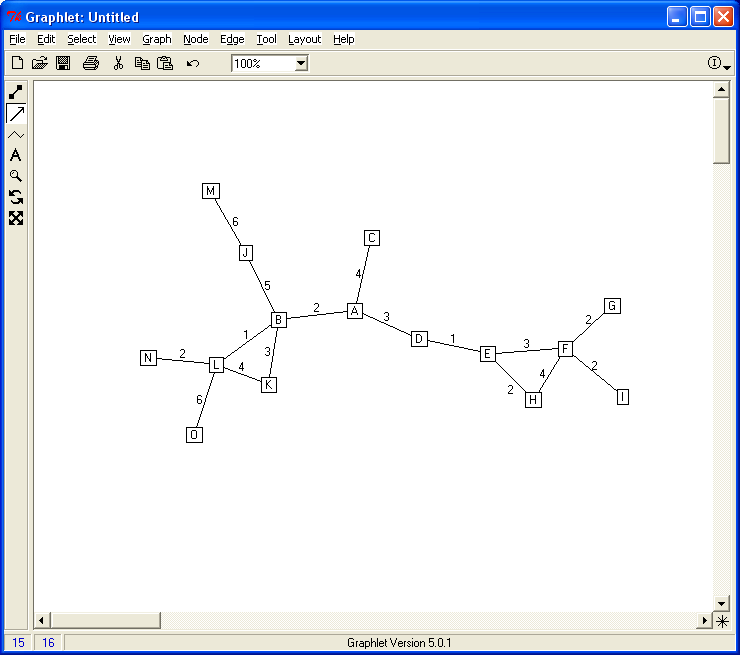 Graphlet: Untitled
File Edit Select View Graph Node Edge Tool Layout Help
100%
A
M
6
C
J
4
5
G
2
B
2
A
3
D
1
E
3
F
2
1
3
N
2
L
4
K
2
4
2
H
I
6
O
15 16 Graphlet Version 5.0.1